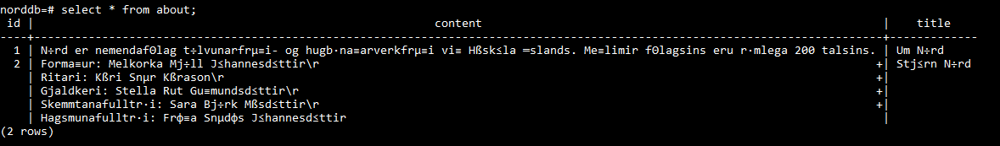 norddb=# select * from about;
id | content | title
----+-----------------------------------------------------------------------------------------------------------------------------+-------------
1 | N÷rd er nemendafΘlag t÷lvunarfrµ≡i- og hugb·na≡arverkfrµ≡i vi≡ Hßsk≤la ═slands. Me≡limir fΘlagsins eru r·mlega 200 talsins. | Um N÷rd
2 | Forma≡ur: Melkorka Mj÷ll J≤hannesd≤ttir\r +| Stj≤rn N÷rd
| Ritari: Kßri Snµr Kßrason\r +|
| Gjaldkeri: Stella Rut Gu≡mundsd≤ttir\r +|
| Skemmtanafulltr·i: Sara Bj÷rk Mßsd≤ttir\r +|
| Hagsmunafulltr·i: Frφ≡a Snµdφs J≤hannesd≤ttir |
(2 rows)